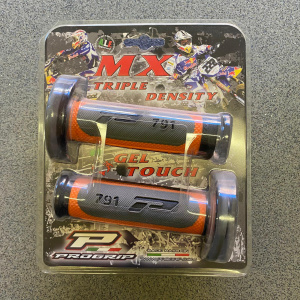 MX
TRIPLE
DENSITY
791
GEL
TOUCH
791
PROGRIP